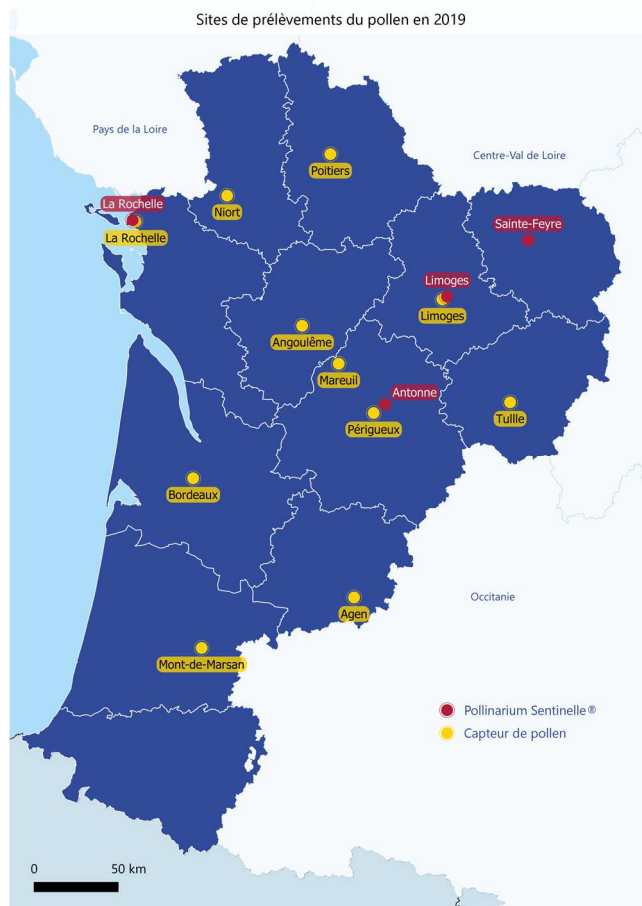 Sites de prélèvements du pollen en 2019
Pays de la Loire
Centre-Val de Loire
Poitiers
La Rochelle
Niort
La Rochelle
Sainte-Feyre
Limoges
Limoges
Angoulême
Mareuil
Antonne
Périgueux
Tullle
Bordeaux
Agen
Occitanie
Mont-de-Marsan
Pollinarium Sentinelle®
Capteur de pollen
0 50 km